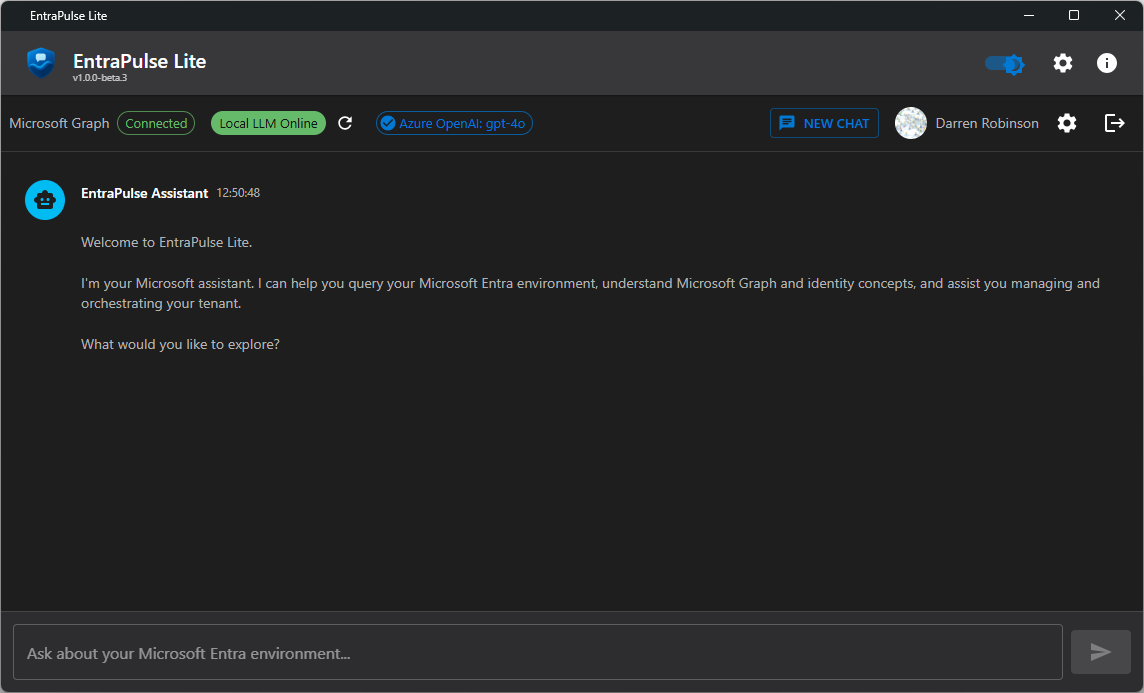 EntraPulse Lite
EntraPulse Lite
v1.0.0-beta.3
Microsoft Graph Connected Local LLM Online Azure OpenAI: gpt-4o NEW CHAT Darren Robinson
EntraPulse Assistant 12:50:48
Welcome to EntraPulse Lite.
I'm your Microsoft assistant. I can help you query your Microsoft Entra environment, understand Microsoft Graph and identity concepts, and assist you managing and
orchestrating your tenant.
What would you like to explore?
Ask about your Microsoft Entra environment...